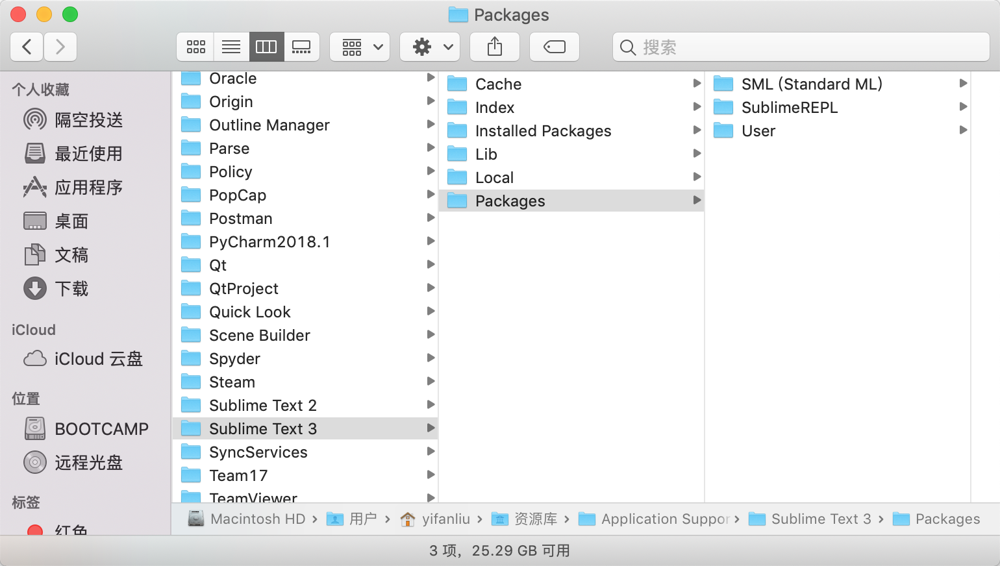 Packages
搜索
个人收藏
隔空投送
最近使用
应用程序
桌面
文稿
下载
iCloud
iCloud 云盘
位置
BOOTCAMP
远程光盘
标签
红色
Oracle
Origin
Outline Manager
Parse
Policy
PopCap
Postman
PyCharm2018.1
Qt
QtProject
Quick Look
Scene Builder
Spyder
Steam
Sublime Text 2
Sublime Text 3
SyncServices
Team17
TeamViewer
Cache
Index
Installed Packages
Lib
Local
Packages
SML (Standard ML)
SublimeREPL
User
Macintosh HD › 用户 › yifanliu › 资源库 › Application Suppor › Sublime Text 3 › Packages
3 项，25.29 GB 可用